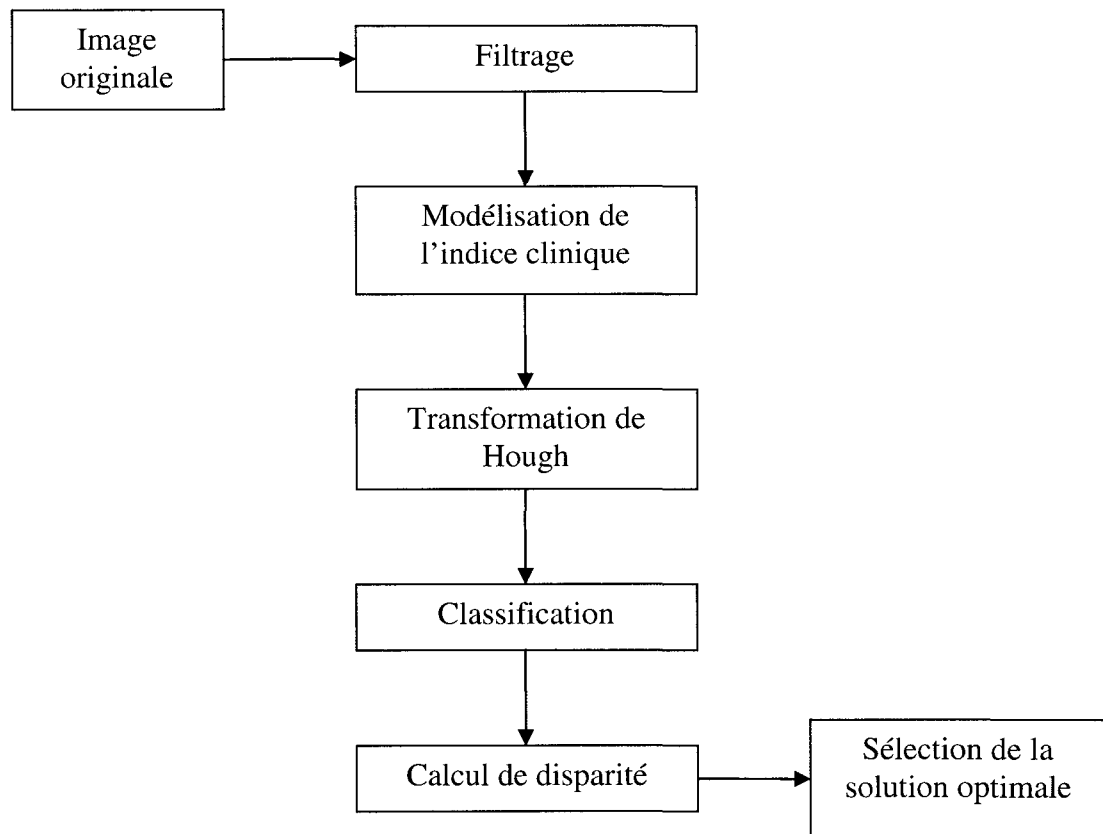 Image
originale
Filtrage
Modélisation de
l'indice clinique
Transformation de
Hough
Classification
Calcul de disparité
Sélection de la
solution optimale